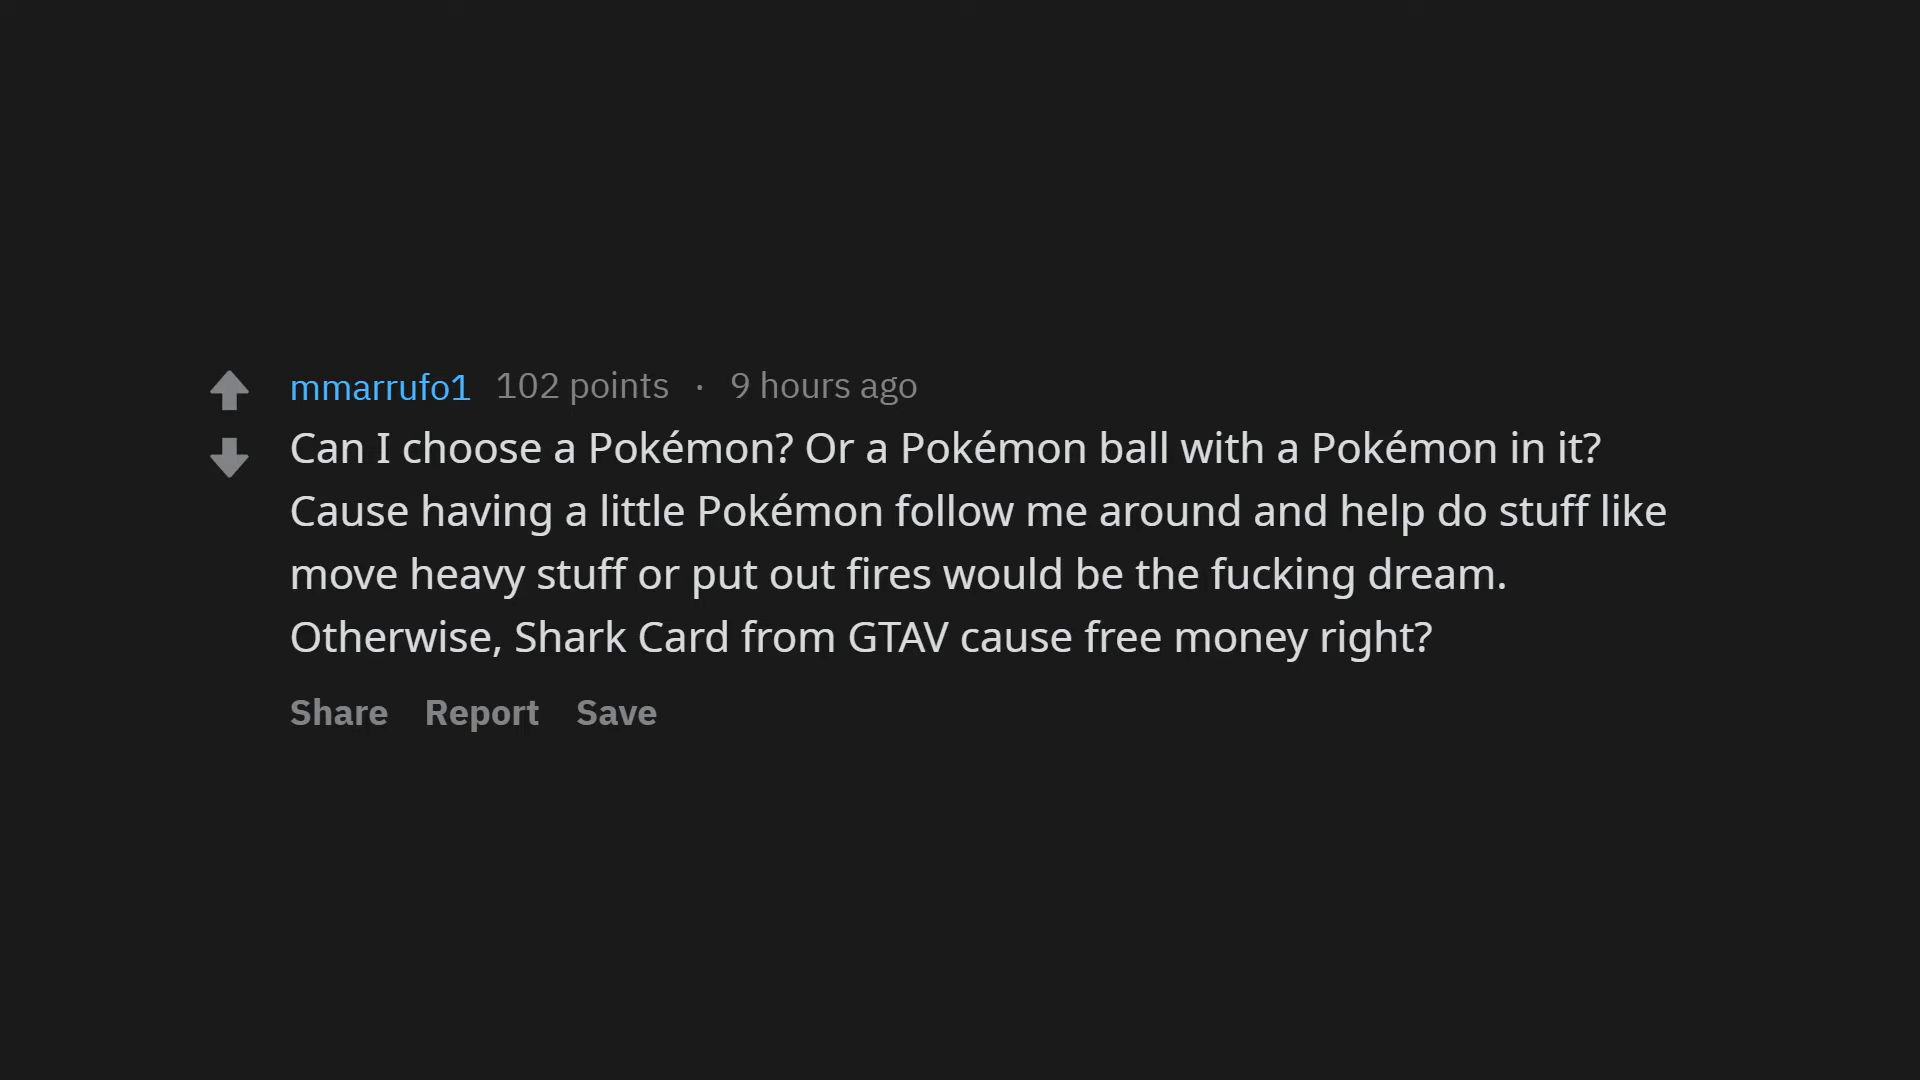 mmarrufo1 102 points · 9 hours ago
Can I choose a Pokémon? Or a Pokémon ball with a Pokémon in it?
Cause having a little Pokémon follow me around and help do stuff like
move heavy stuff or put out fires would be the fucking dream.
Otherwise, Shark Card from GTAV cause free money right?
Share Report Save